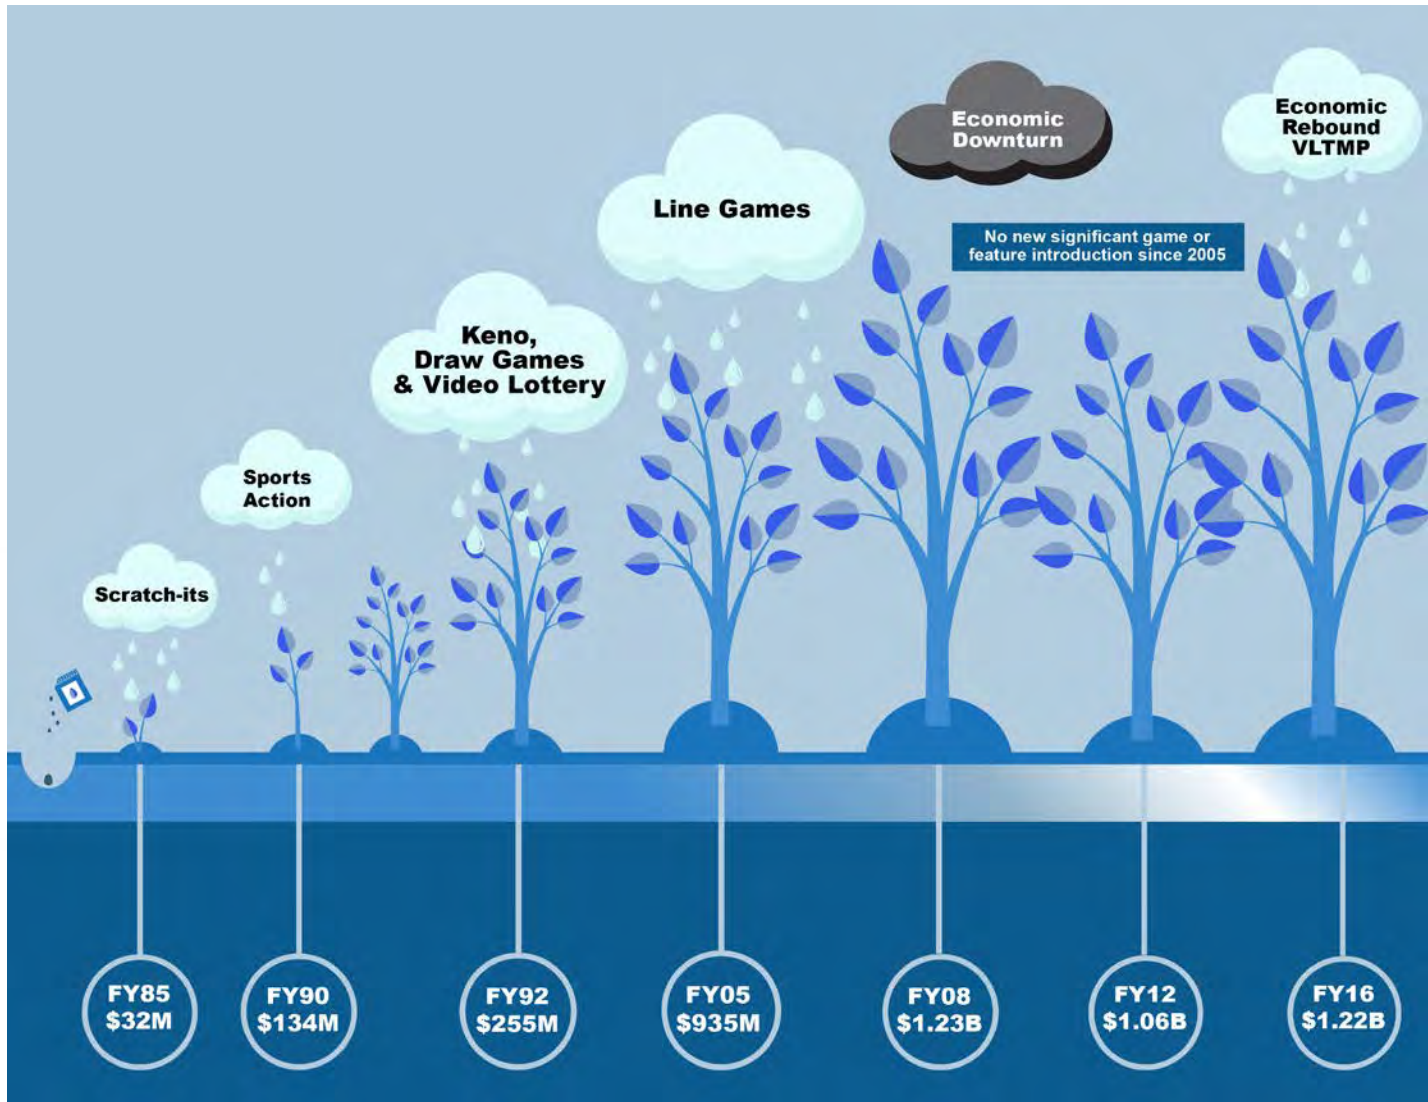 Economic
Downturn
Economic
Rebound
VLTMP
Line Games
No new significant game or
feature introduction since 2005
Keno,
Draw Games
& Video Lottery
Sports
Action
Scratch-its
FY85
$32M
FY90
$134M
FY92
$255M
FY05
$935M
FY08
$1.23B
FY12
$1.06B
FY16
$1.22B